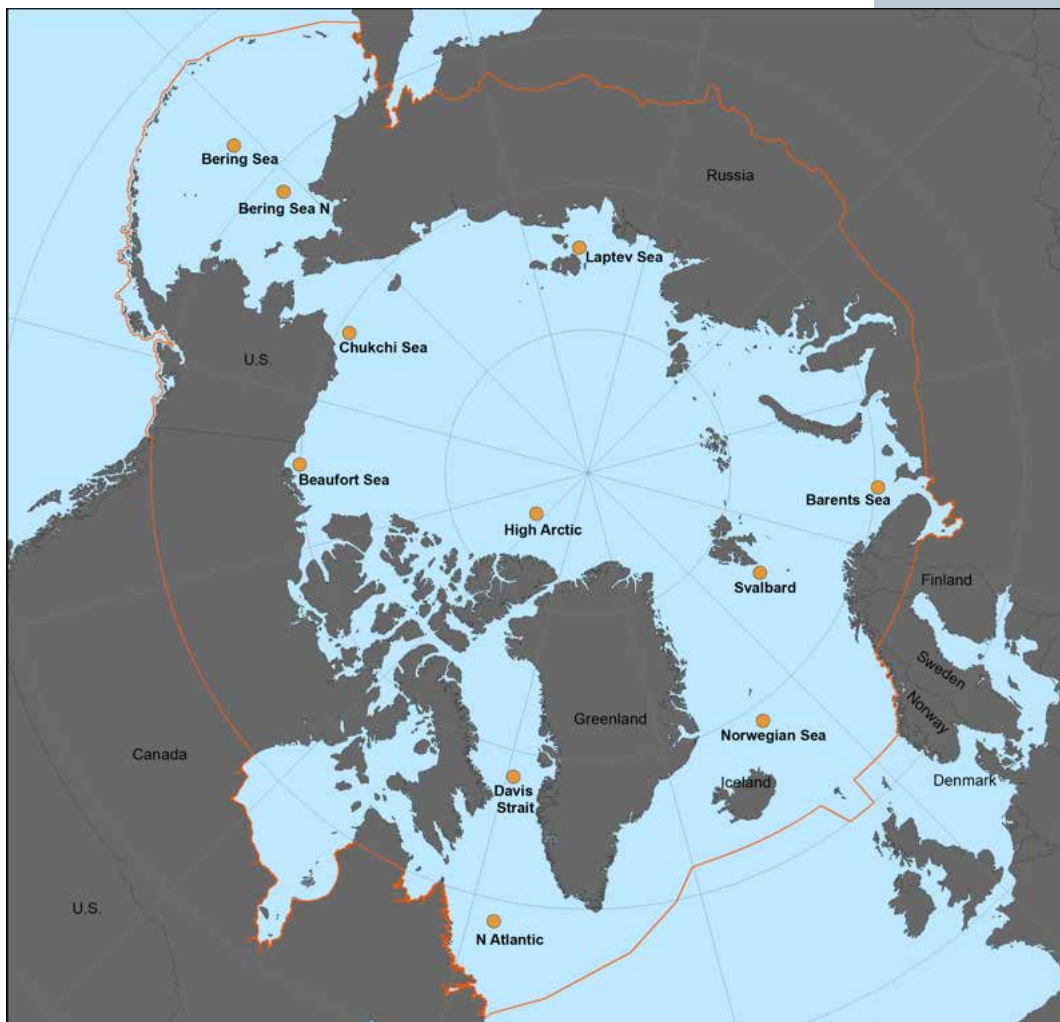 Bering Sea
Russia
Bering Sea N
Laptev Sea
Chukchi Sea
U.S.
Beaufort Sea
Barents Sea
High Arctic
Finland
Svalbard
Sweden
Norway
Greenland
Norwegian Sea
Canada
Iceland
Denmark
Davis
Strait
U.S.
N Atlantic